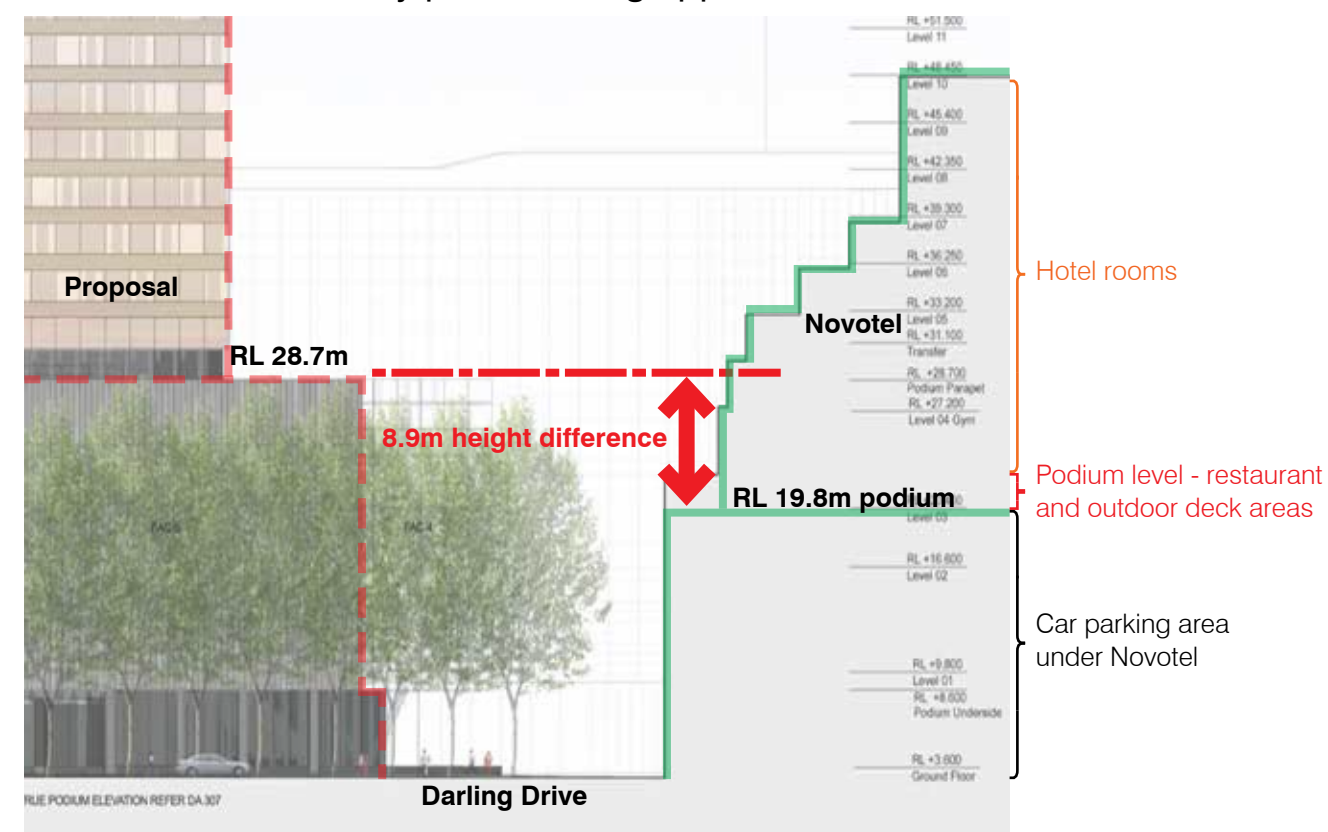 RL +51.500
Level 11
RL +48.450
Level 10
RL +45.400
Level 09
RL +42.350
Level 08
RL +39.300
Level 07
RL +36.250
Level 06
Hotel rooms
Proposal
RL +33.200
Level 05
Novotel
RL +31.100
Transfer
RL 28.7m
RL +28.700
Podium Parapet
RL +27.200
Level 04 Gym
8.9m height difference
Podium level - restaurant
and outdoor deck areas
RL 19.8m podium
Level 03
FAC 4
RL +16.600
Level 02
Car parking area
under Novotel
RL +9.800
Level 01
RL +8.600
Podium Underside
RL +3.600
Ground Floor
Darling Drive
PODIUM ELEVATION REFER DA 307